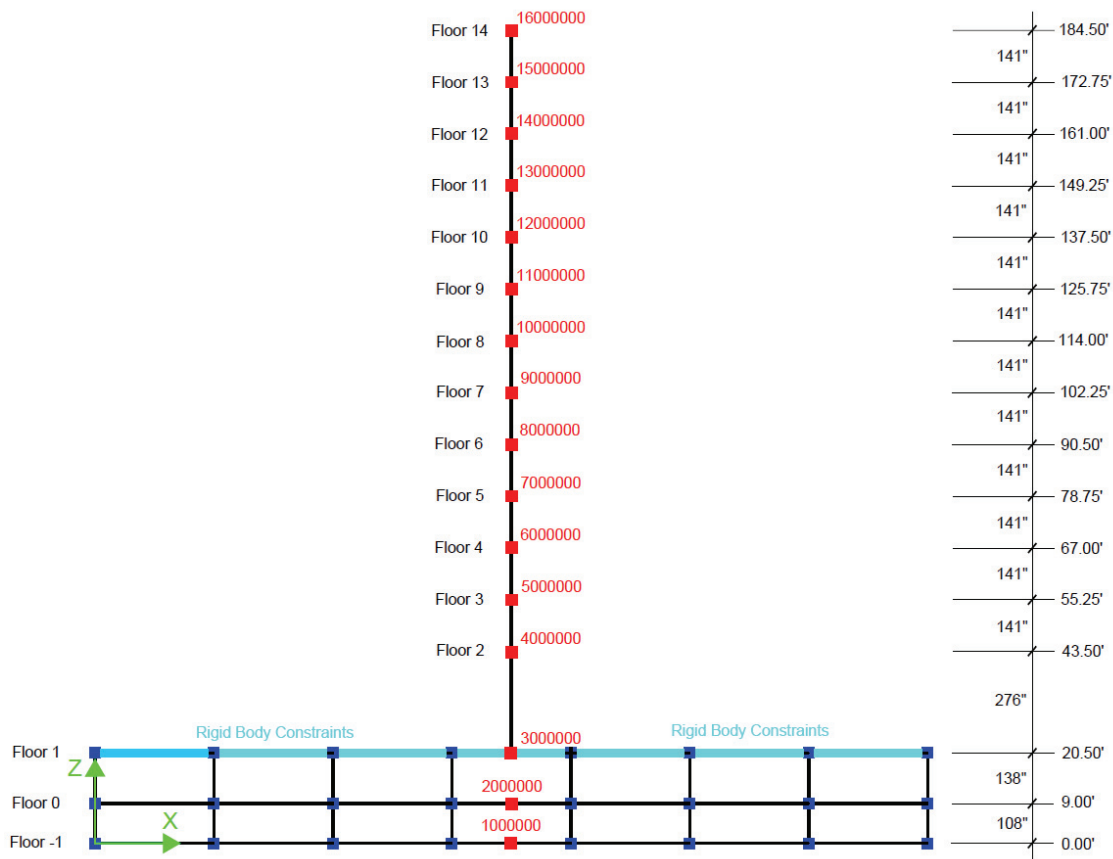 16000000
Floor 14 184.50'
141"
15000000
Floor 13 172.75'
141"
14000000
Floor 12 161.00'
141"
13000000
Floor 11 149.25'
141"
12000000
Floor 10 137.50'
141"
11000000
Floor 9 125.75'
141"
10000000
Floor 8 114.00'
141"
9000000
Floor 7 102.25'
141"
8000000
Floor 6 90.50'
141"
7000000
Floor 5 78.75'
141"
6000000
Floor 4 67.00'
141"
5000000
Floor 3 55.25'
141"
4000000
Floor 2 43.50'
276"
Rigid Body Constraints Rigid Body Constraints
3000000
Floor 1 20.50'
Z
138"
2000000
Floor 0 9.00'
X
108"
1000000
Floor -1 0.00'